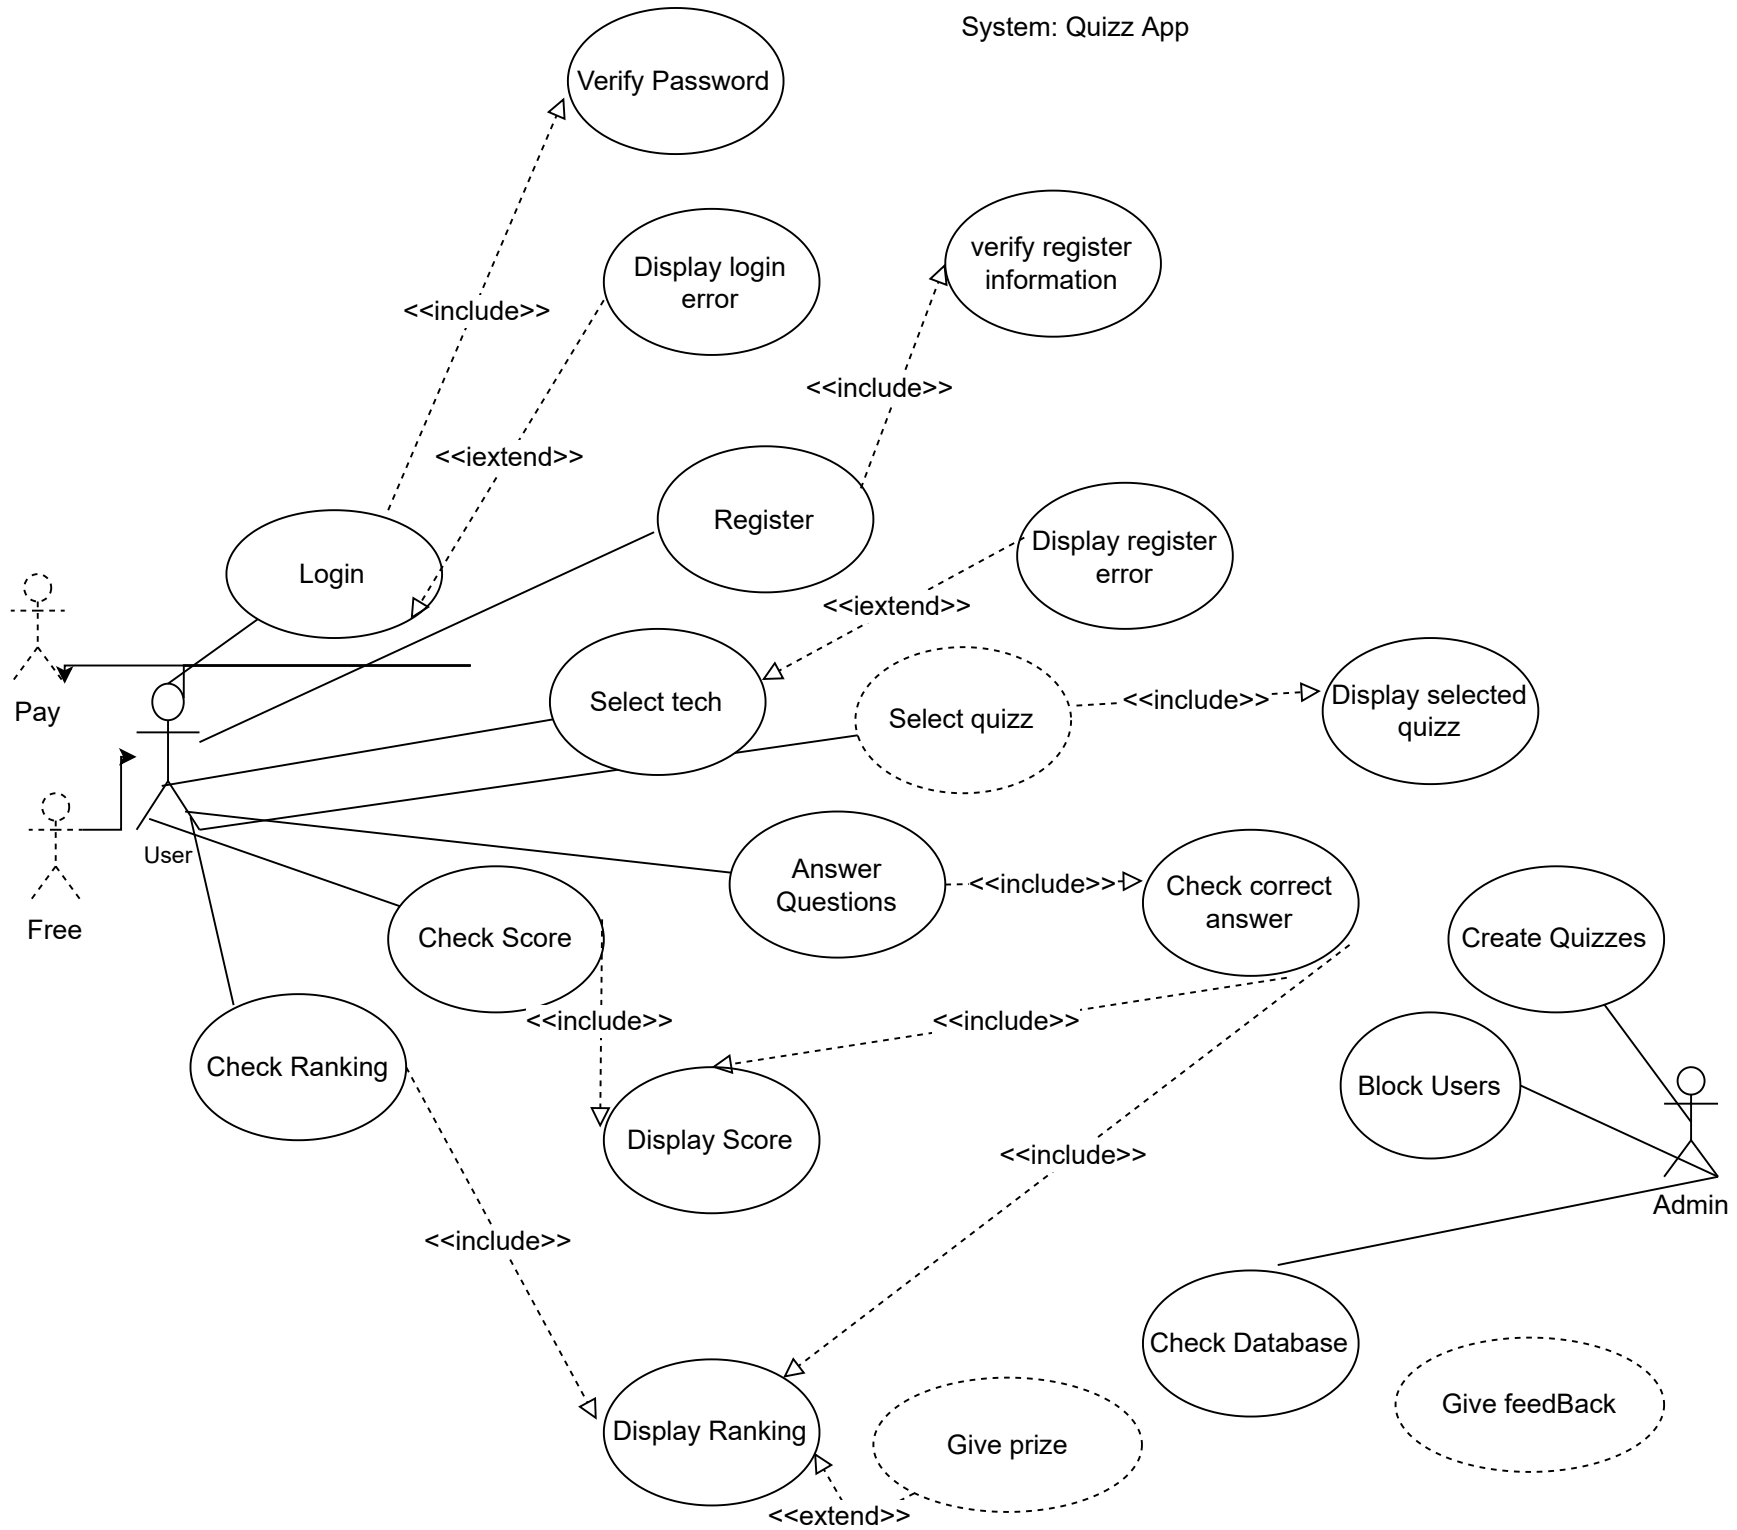 System: Quizz App
Verify Password
Display login
error
verify register
information
<<include>>
<<include>>
<<iextend>>
Register
Display register
error
Login
<<iextend>>
Select tech
Select quizz
<<include>>
Display selected
quizz
Pay
User
Answer
Questions
<<include>>
Check correct
answer
Free
Check Score
Create Quizzes
<<include>>
<<include>>
Check Ranking
Block Users
Display Score
<<include>>
Admin
<<include>>
Check Database
Give feedBack
Display Ranking
Give prize
<<extend>>